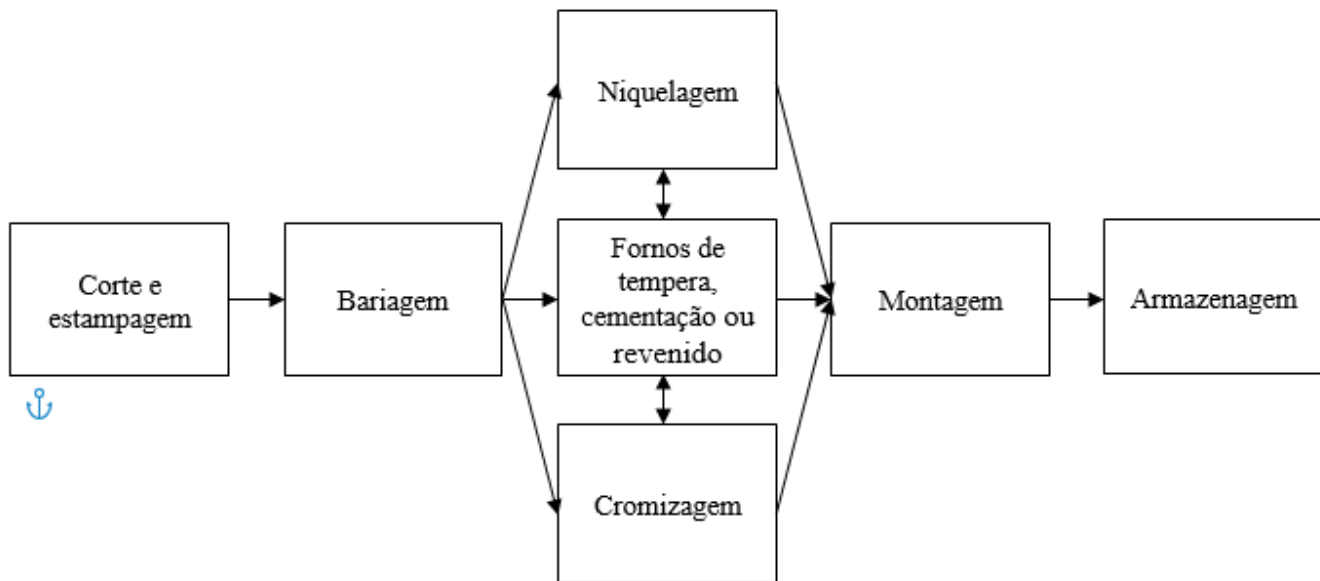 Corte e
estampagem
Bariagem
Niquelagem
Fornos de
tempera,
cementação ou
revenido
Cromizagem
Montagem
Armazenagem